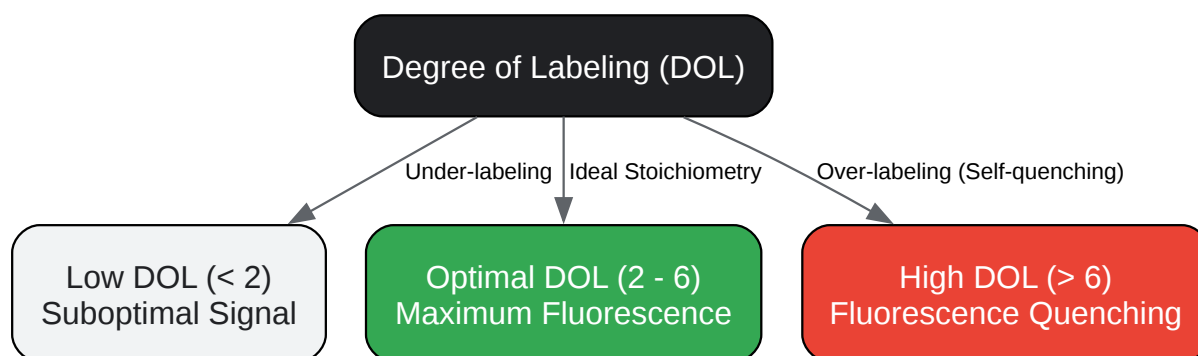 Degree of Labeling (DOL)
Under-labeling
Ideal Stoichiometry
Over-labeling (Self-quenching)
Low DOL (< 2)
Suboptimal Signal
Optimal DOL (2 - 6)
Maximum Fluorescence
High DOL (> 6)
Fluorescence Quenching